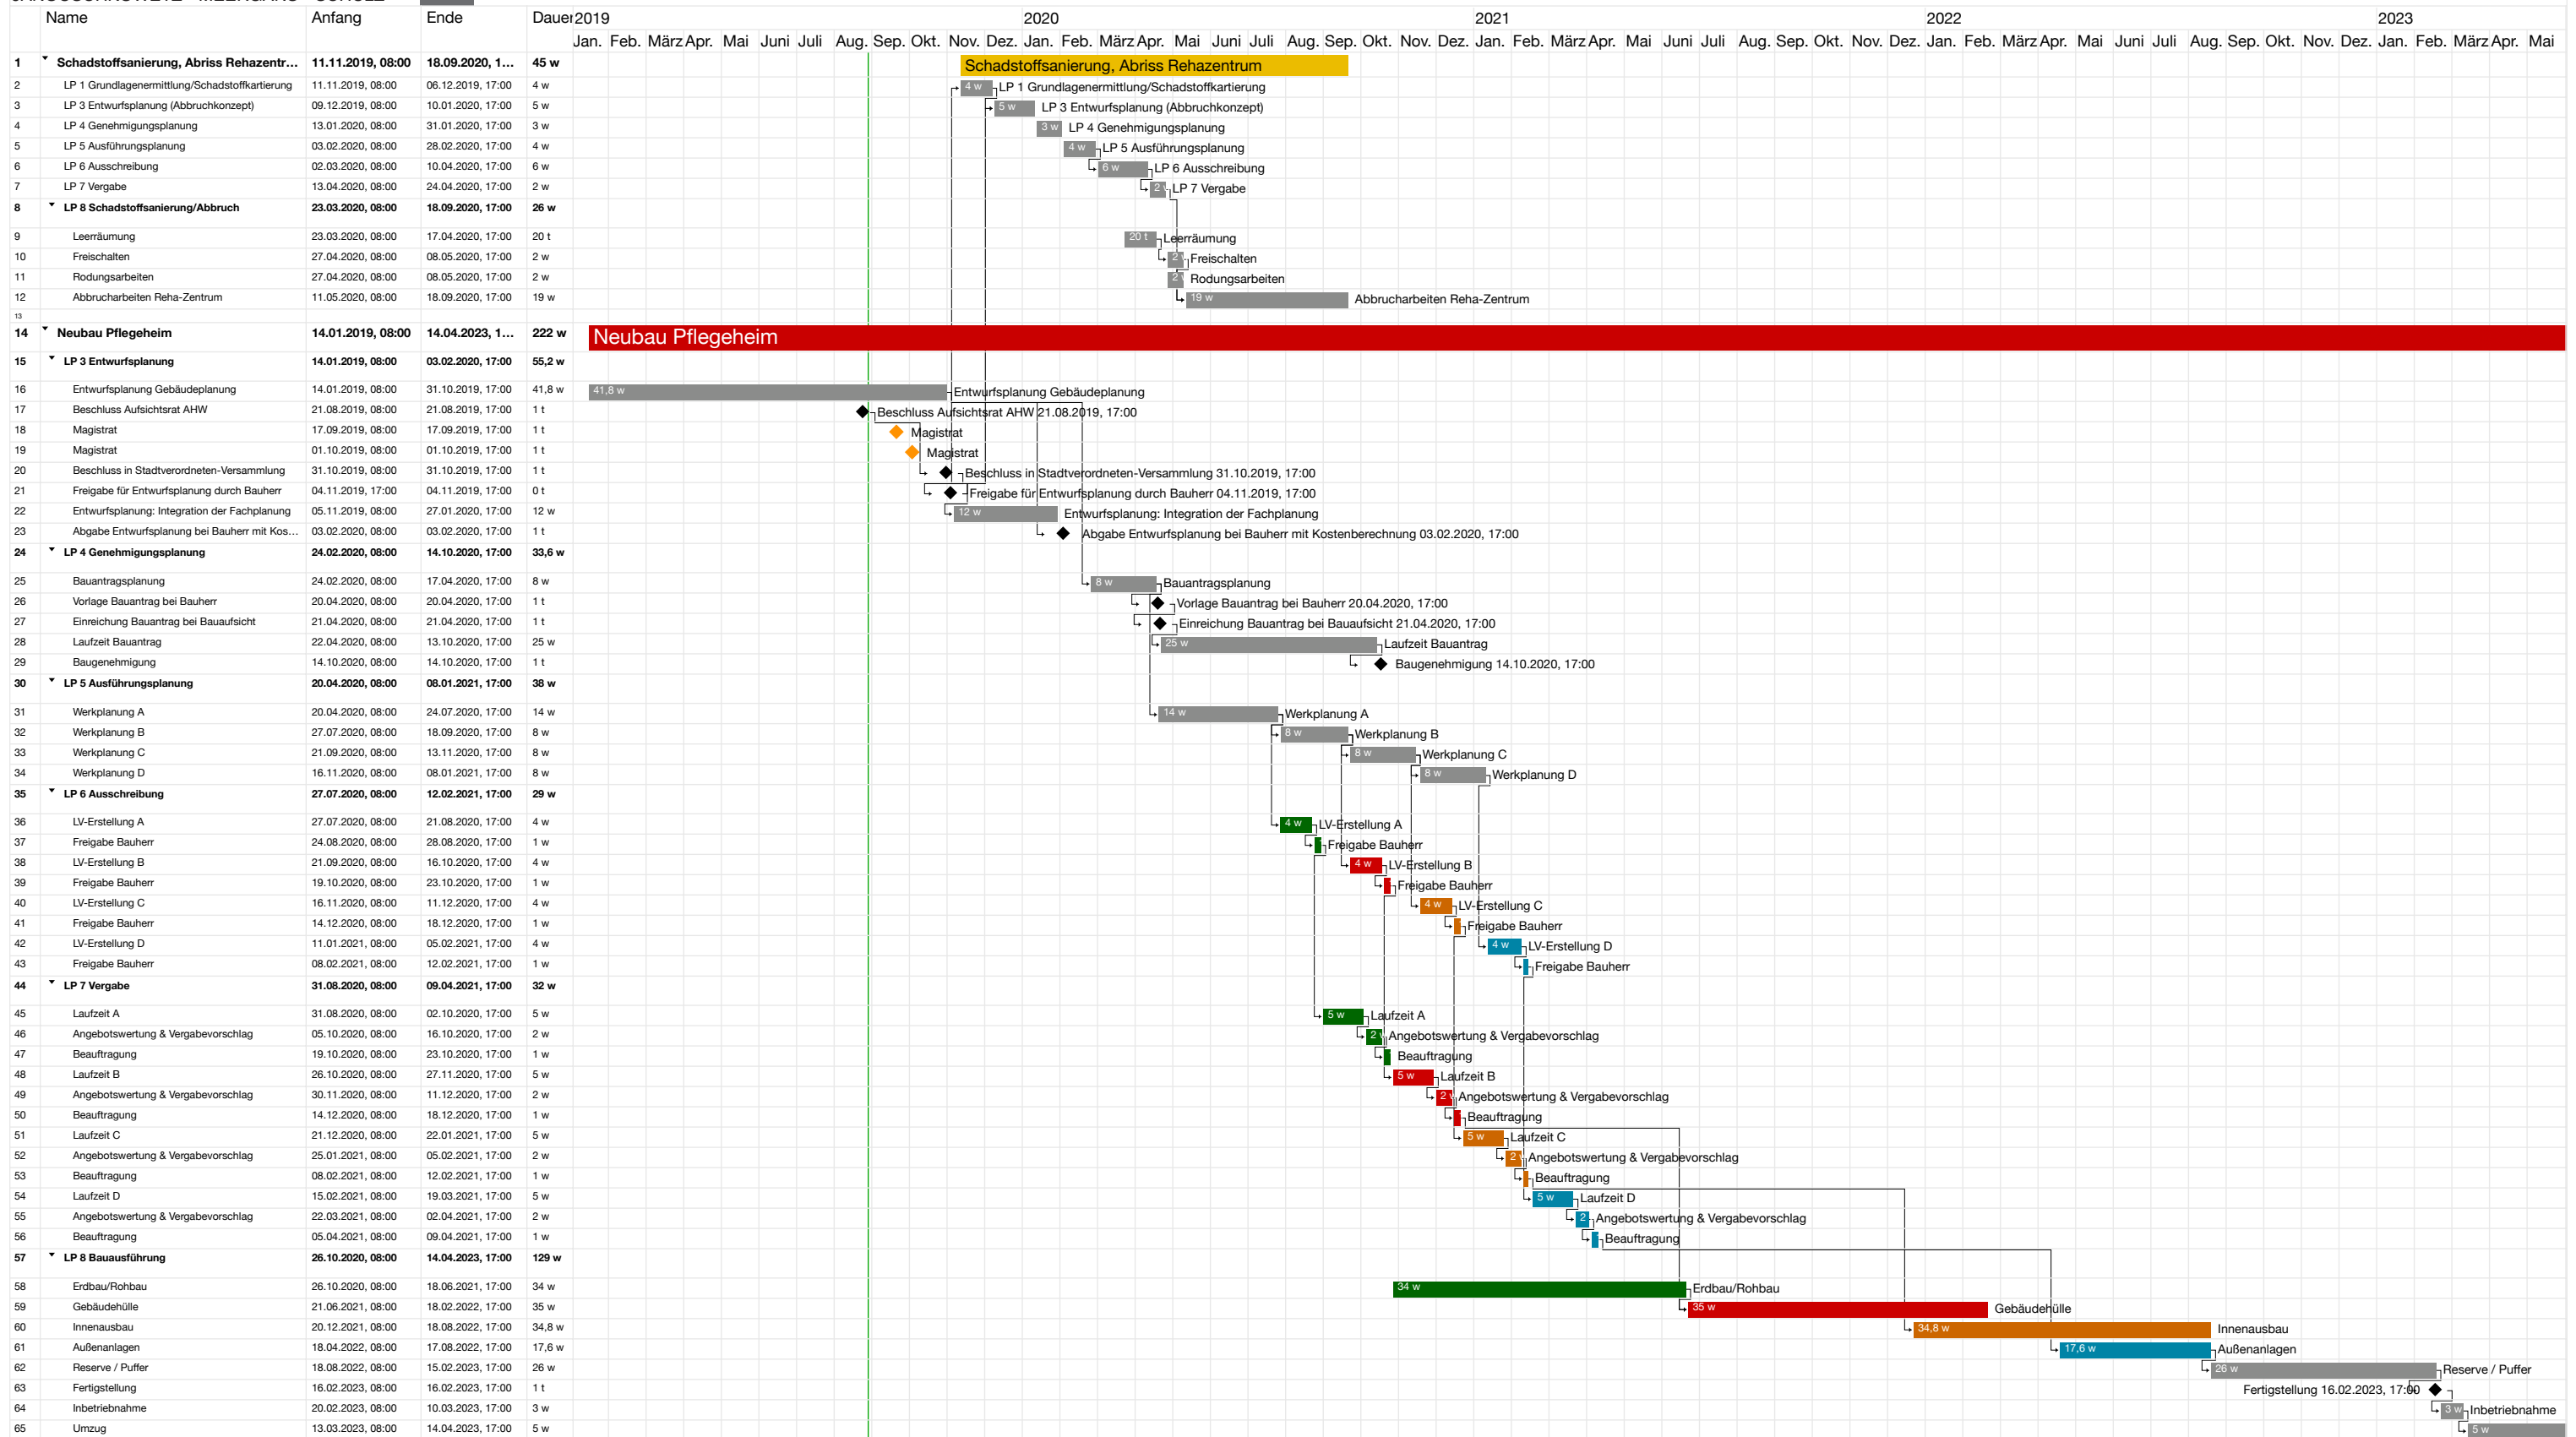 Name Anfang Ende Dauer 2019 2020 2021 2022 2023
Jan. Feb. März Apr. Mai Juni Juli Aug. Sep. Okt. Nov. Dez. Jan. Feb. März Apr. Mai Juni Juli Aug. Sep. Okt. Nov. Dez. Jan. Feb. März Apr. Mai Juni Juli Aug. Sep. Okt. Nov. Dez. Jan. Feb. März Apr. Mai Juni Juli Aug. Sep. Okt. Nov. Dez. Jan. Feb. März Apr. Mai
1 Schadstoffsanierung, Abriss Rehazentr... 11.11.2019, 08:00 18.09.2020, 1... 45 w Schadstoffsanierung, Abriss Rehazentrum
2 LP 1 Grundlagenermittlung/Schadstoffkartierung 11.11.2019, 08:00 06.12.2019, 17:00 4 w 4 w LP 1 Grundlagenermittlung/Schadstoffkartierung
3 LP 3 Entwurfsplanung (Abbruchkonzept) 09.12.2019, 08:00 10.01.2020, 17:00 5 w 5 w LP 3 Entwurfsplanung (Abbruchkonzept)
4 LP 4 Genehmigungsplanung 13.01.2020, 08:00 31.01.2020, 17:00 3 w 3 w LP 4 Genehmigungsplanung
5 LP 5 Ausführungsplanung 03.02.2020, 08:00 28.02.2020, 17:00 4 w 4 w LP 5 Ausführungsplanung
6 LP 6 Ausschreibung 02.03.2020, 08:00 10.04.2020, 17:00 6 w 6 w LP 6 Ausschreibung
7 LP 7 Vergabe 13.04.2020, 08:00 24.04.2020, 17:00 2 w 2 LP 7 Vergabe
8 LP 8 Schadstoffsanierung/Abbruch 23.03.2020, 08:00 18.09.2020, 17:00 26 w
9 Leerräumung 23.03.2020, 08:00 17.04.2020, 17:00 20 t 20 t Leerräumung
10 Freischalten 27.04.2020, 08:00 08.05.2020, 17:00 2 w 2 Freischalten
11 Rodungsarbeiten 27.04.2020, 08:00 08.05.2020, 17:00 2 w 2 Rodungsarbeiten
12 Abbrucharbeiten Reha-Zentrum 11.05.2020, 08:00 18.09.2020, 17:00 19 w 19 w Abbrucharbeiten Reha-Zentrum
13
14 Neubau Pflegeheim 14.01.2019, 08:00 14.04.2023, 1... 222 w Neubau Pflegeheim
15 LP 3 Entwurfsplanung 14.01.2019, 08:00 03.02.2020, 17:00 55,2 w
16 Entwurfsplanung Gebäudeplanung 14.01.2019, 08:00 31.10.2019, 17:00 41,8 w 41,8 w Entwurfsplanung Gebäudeplanung
17 Beschluss Aufsichtsrat AHW 21.08.2019, 08:00 21.08.2019, 17:00 1 t Beschluss Aufsichtsrat AHW 21.08.2019, 17:00
18 Magistrat 17.09.2019, 08:00 17.09.2019, 17:00 1 t Magistrat
19 Magistrat 01.10.2019, 08:00 01.10.2019, 17:00 1 t Magistrat
20 Beschluss in Stadtverordneten-Versammlung 31.10.2019, 08:00 31.10.2019, 17:00 1 t Beschluss in Stadtverordneten-Versammlung 31.10.2019, 17:00
21 Freigabe für Entwurfsplanung durch Bauherr 04.11.2019, 17:00 04.11.2019, 17:00 0 t Freigabe für Entwurfsplanung durch Bauherr 04.11.2019, 17:00
22 Entwurfsplanung: Integration der Fachplanung 05.11.2019, 08:00 27.01.2020, 17:00 12 w 12 w Entwurfsplanung: Integration der Fachplanung
23 Abgabe Entwurfsplanung bei Bauherr mit Kos... 03.02.2020, 08:00 03.02.2020, 17:00 1 t Abgabe Entwurfsplanung bei Bauherr mit Kostenberechnung 03.02.2020, 17:00
24 LP 4 Genehmigungsplanung 24.02.2020, 08:00 14.10.2020, 17:00 33,6 w
25 Bauantragsplanung 24.02.2020, 08:00 17.04.2020, 17:00 8 w 8 w Bauantragsplanung
26 Vorlage Bauantrag bei Bauherr 20.04.2020, 08:00 20.04.2020, 17:00 1 t Vorlage Bauantrag bei Bauherr 20.04.2020, 17:00
27 Einreichung Bauantrag bei Bauaufsicht 21.04.2020, 08:00 21.04.2020, 17:00 1 t Einreichung Bauantrag bei Bauaufsicht 21.04.2020, 17:00
28 Laufzeit Bauantrag 22.04.2020, 08:00 13.10.2020, 17:00 25 w 25 w Laufzeit Bauantrag
29 Baugenehmigung 14.10.2020, 08:00 14.10.2020, 17:00 1 t Baugenehmigung 14.10.2020, 17:00
30 LP 5 Ausführungsplanung 20.04.2020, 08:00 08.01.2021, 17:00 38 w
31 Werkplanung A 20.04.2020, 08:00 24.07.2020, 17:00 14 w 14 w Werkplanung A
32 Werkplanung B 27.07.2020, 08:00 18.09.2020, 17:00 8 w 8 w Werkplanung B
33 Werkplanung C 21.09.2020, 08:00 13.11.2020, 17:00 8 w 8 w Werkplanung C
34 Werkplanung D 16.11.2020, 08:00 08.01.2021, 17:00 8 w 8 w Werkplanung D
35 LP 6 Ausschreibung 27.07.2020, 08:00 12.02.2021, 17:00 29 w
36 LV-Erstellung A 27.07.2020, 08:00 21.08.2020, 17:00 4 w 4 w LV-Erstellung A
37 Freigabe Bauherr 24.08.2020, 08:00 28.08.2020, 17:00 1 w Freigabe Bauherr
38 LV-Erstellung B 21.09.2020, 08:00 16.10.2020, 17:00 4 w 4 w LV-Erstellung B
39 Freigabe Bauherr 19.10.2020, 08:00 23.10.2020, 17:00 1 w Freigabe Bauherr
40 LV-Erstellung C 16.11.2020, 08:00 11.12.2020, 17:00 4 w 4 w LV-Erstellung C
41 Freigabe Bauherr 14.12.2020, 08:00 18.12.2020, 17:00 1 w Freigabe Bauherr
42 LV-Erstellung D 11.01.2021, 08:00 05.02.2021, 17:00 4 w 4 w LV-Erstellung D
43 Freigabe Bauherr 08.02.2021, 08:00 12.02.2021, 17:00 1 w Freigabe Bauherr
44 LP 7 Vergabe 31.08.2020, 08:00 09.04.2021, 17:00 32 w
45 Laufzeit A 31.08.2020, 08:00 02.10.2020, 17:00 5 w 5 w Laufzeit A
46 Angebotswertung & Vergabevorschlag 05.10.2020, 08:00 16.10.2020, 17:00 2 w 2 Angebotswertung & Vergabevorschlag
47 Beauftragung 19.10.2020, 08:00 23.10.2020, 17:00 1 w Beauftragung
48 Laufzeit B 26.10.2020, 08:00 27.11.2020, 17:00 5 w 5 w Laufzeit B
49 Angebotswertung & Vergabevorschlag 30.11.2020, 08:00 11.12.2020, 17:00 2 w 2 Angebotswertung & Vergabevorschlag
50 Beauftragung 14.12.2020, 08:00 18.12.2020, 17:00 1 w Beauftragung
51 Laufzeit C 21.12.2020, 08:00 22.01.2021, 17:00 5 w 5 w Laufzeit C
52 Angebotswertung & Vergabevorschlag 25.01.2021, 08:00 05.02.2021, 17:00 2 w 2 Angebotswertung & Vergabevorschlag
53 Beauftragung 08.02.2021, 08:00 12.02.2021, 17:00 1 w Beauftragung
54 Laufzeit D 15.02.2021, 08:00 19.03.2021, 17:00 5 w 5 w Laufzeit D
55 Angebotswertung & Vergabevorschlag 22.03.2021, 08:00 02.04.2021, 17:00 2 w 2 Angebotswertung & Vergabevorschlag
56 Beauftragung 05.04.2021, 08:00 09.04.2021, 17:00 1 w Beauftragung
57 LP 8 Bauausführung 26.10.2020, 08:00 14.04.2023, 17:00 129 w
58 Erdbau/Rohbau 26.10.2020, 08:00 18.06.2021, 17:00 34 w 34 w Erdbau/Rohbau
59 Gebäudehülle 21.06.2021, 08:00 18.02.2022, 17:00 35 w 35 w Gebäudehülle
60 Innenausbau 20.12.2021, 08:00 18.08.2022, 17:00 34,8 w 34,8 w Innenausbau
61 Außenanlagen 18.04.2022, 08:00 17.08.2022, 17:00 17,6 w 17,6 w Außenanlagen
62 Reserve / Puffer 18.08.2022, 08:00 15.02.2023, 17:00 26 w 26 w Reserve / Puffer
63 Fertigstellung 16.02.2023, 08:00 16.02.2023, 17:00 1 t Fertigstellung 16.02.2023, 17:00
64 Inbetriebnahme 20.02.2023, 08:00 10.03.2023, 17:00 3 w 3 w Inbetriebnahme
65 Umzug 13.03.2023, 08:00 14.04.2023, 17:00 5 w 5 w